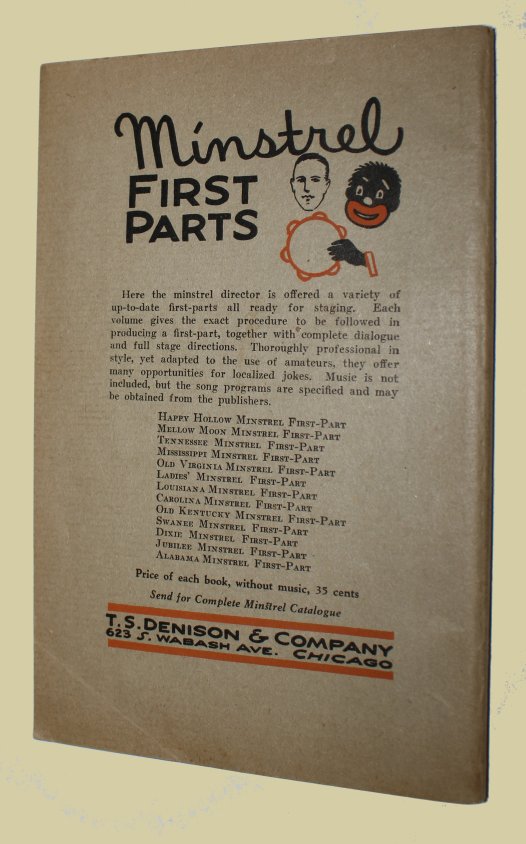 Minstrel
FIRST
PARTS
Here the minstrel director is offered a variety of
up-to-date first-parts all ready for staging. Each
volume gives the exact procedure to be followed in
producing a first-part, together with complete dialogue
and full stage directions. Thoroughly professional in
style, yet adapted to the use of amateurs, they offer
many opportunities for localized jokes. Music is not
included, but the song programs are specified and may
be obtained from the publishers.
HAPPY HOLLOW MINSTREL FIRST-PART
MELLOW MOON MINSTREL FIRST-PART
TENNESSEE MINSTREL FIRST-PART
MISSISSIPPI MINSTREL FIRST-PART
OLD VIRGINIA MINSTREL FIRST-PART
LADIES' MINSTREL FIRST-PART
LOUISIANA MINSTREL FIRST-PART
CAROLINA MINSTREL FIRST-PART
OLD KENTUCKY MINSTREL FIRST-PART
SWANEE MINSTREL FIRST-PART
DIXIE MINSTREL FIRST-PART
JUBILEE MINSTREL FIRST-PART
ALABAMA MINSTREL FIRST-PART
Price of each book, without music, 35 cents
Send for Complete Minstrel Catalogue
T. S. DENISON & COMPANY
623 S. WABASH AVE. CHICAGO